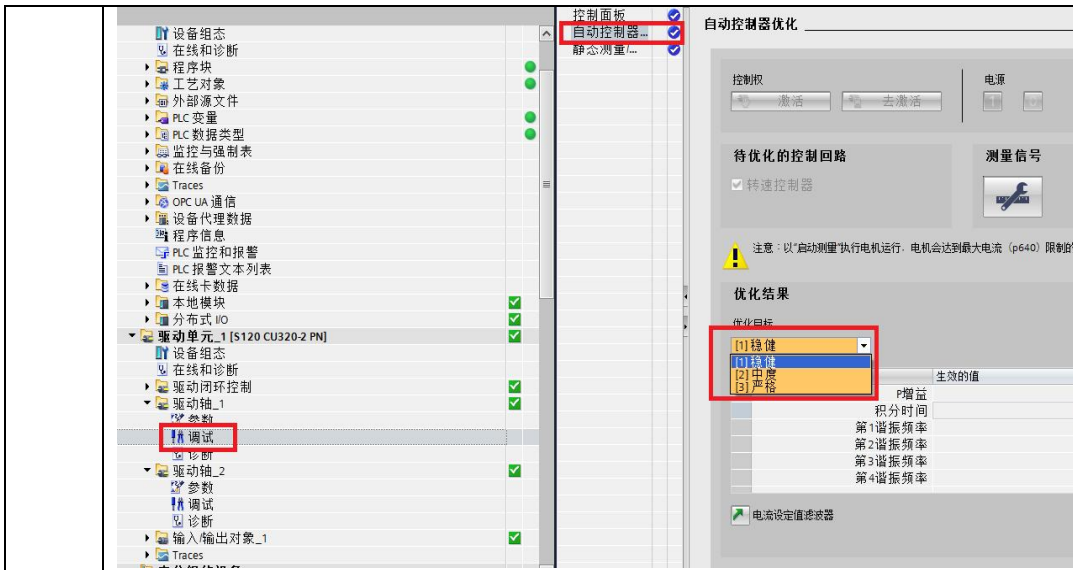 设备组态
在线和诊断
程序块
工艺对象
外部源文件
PLC 变量
PLC 数据类型
监控与强制表
在线备份
Traces
OPC UA 通信
设备代理数据
程序信息
PLC 监控和报警
PLC 报警文本列表
在线卡数据
本地模块
分布式 I/O
驱动单元_1 [S120 CU320-2 PN]
设备组态
在线和诊断
驱动闭环控制
驱动轴_1
参数
调试
诊断
驱动轴_2
参数
调试
诊断
输入/输出对象_1
Traces
控制面板
自动控制器...
静态测量/...
自动控制器优化
控制权
激活
去激活
电源
待优化的控制回路
转速控制器
测量信号
注意：以"启动测量"执行电机运行. 电机会达到最大电流（p640）限制的
优化结果
优化目标
[1] 稳健
[1] 稳健
[2] 中度
[3] 严格
生效的值
P增益
积分时间
第1谐振频率
第2谐振频率
第3谐振频率
第4谐振频率
电流设定值滤波器